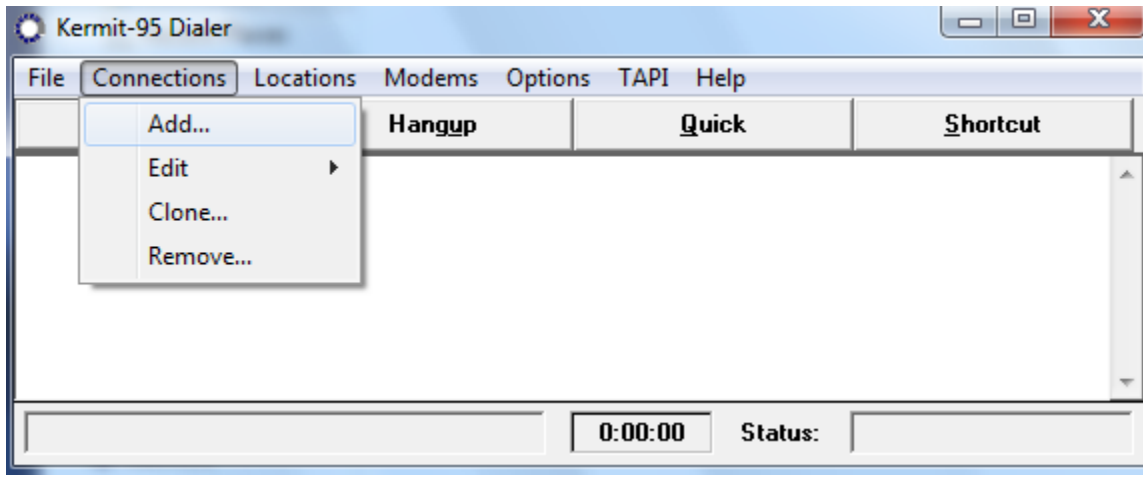 Kermit-95 Dialer
File Connections Locations Modems Options TAPI Help
Hangup Quick Shortcut
Add...
Edit
Clone...
Remove...
0:00:00 Status: